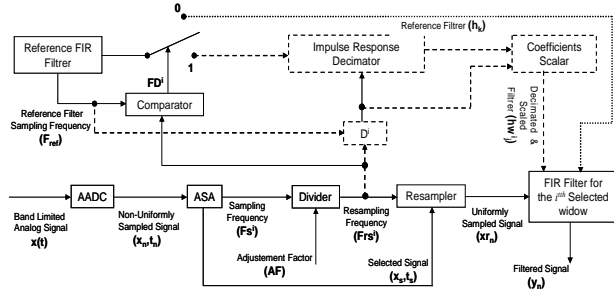 0
Reference Filtrer (hk)
Reference FIR
Filtrer
1
Impulse Response
Decimator
Coefficients
Scalar
FDi
Comparator
Reference Filter
Sampling Frequency
(Fref)
Di
Decimated &
Scaled
Filtrer (hwi)
AADC
ASA
Divider
Resampler
FIR Filter for
the ith Selected
widow
Band Limited
Analog Signal
x(t)
Non-Uniformly
Sampled Signal
(xn,tn)
Sampling
Frequency
(Fsi)
Resampling
Frequency
(Frsi)
Uniformly
Sampled Signal
(xrn)
Adjustement Factor
(AF)
Selected Signal
(xs,ts)
Filtered Signal
(yn)